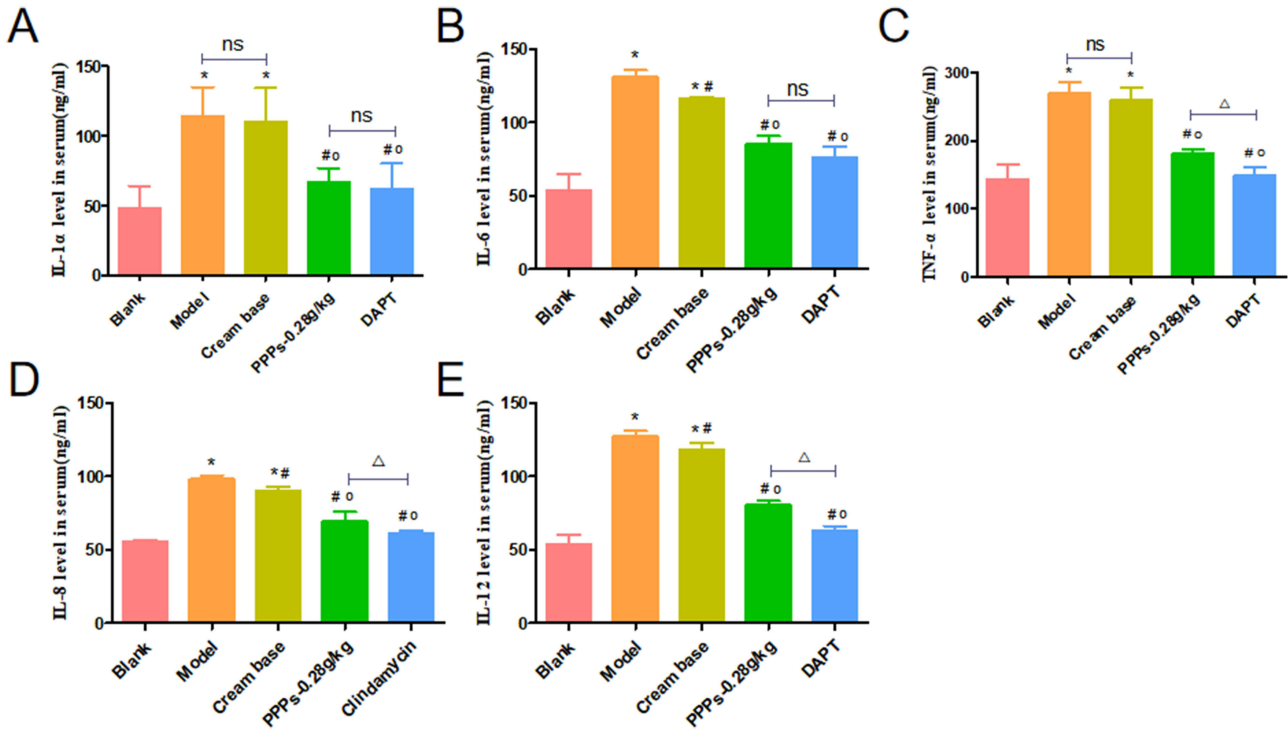 A
IL-1α level in serum(ng/ml)
150
100
50
0
ns
* *
ns
#o #o
Blank
Model
Cream base
PPPs-0.28g/kg
DAPT
B
IL-6 level in serum(ng/ml)
150
100
50
0
*
*#
ns
#o #o
Blank
Model
Cream base
PPPs-0.28g/kg
DAPT
C
TNF-α level in serum(ng/ml)
300
200
100
0
ns
* *
△
#o
#o
Blank
Model
Cream base
PPPs-0.28g/kg
DAPT
D
IL-8 level in serum(ng/ml)
150
100
50
0
*
*#
△
#o
#o
Blank
Model
Cream base
PPPs-0.28g/kg
Clindamycin
E
IL-12 level in serum(ng/ml)
150
100
50
0
*
*#
△
#o
#o
Blank
Model
Cream base
PPPs-0.28g/kg
DAPT